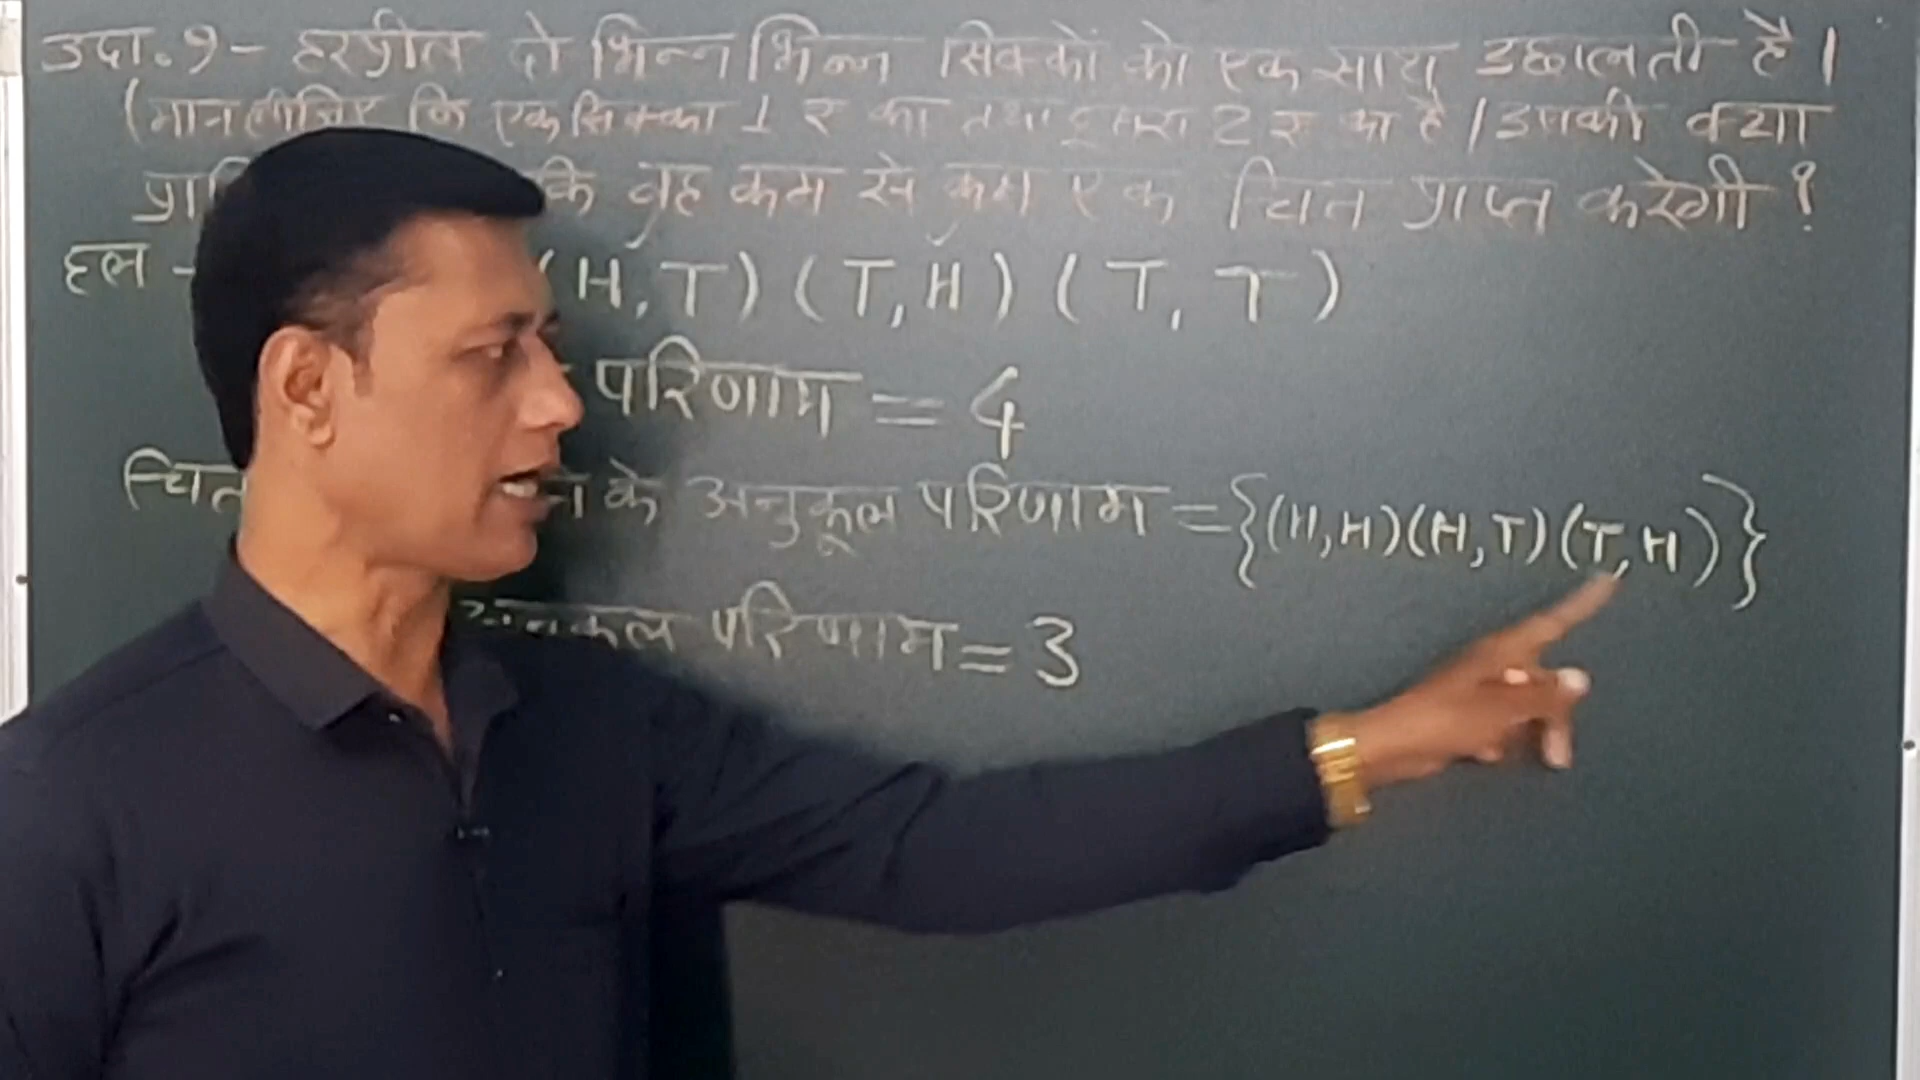 उदा.9- हरप्रीत दो भिन्न भिन्न सिक्कों को एक साथ उछालती है।
(मान लीजिए कि एक सिक्का 1 रु का तथा दूसरा 2 रु का है। उसकी क्या
कि वह कम से कम एक चित प्राप्त करेगी ?
हल - (H,T) (T,H) (T,T)
परिणाम = 4
चित के अनुकूल परिणाम = {(H,H)(H,T)(T,H)}
परिणाम = 3